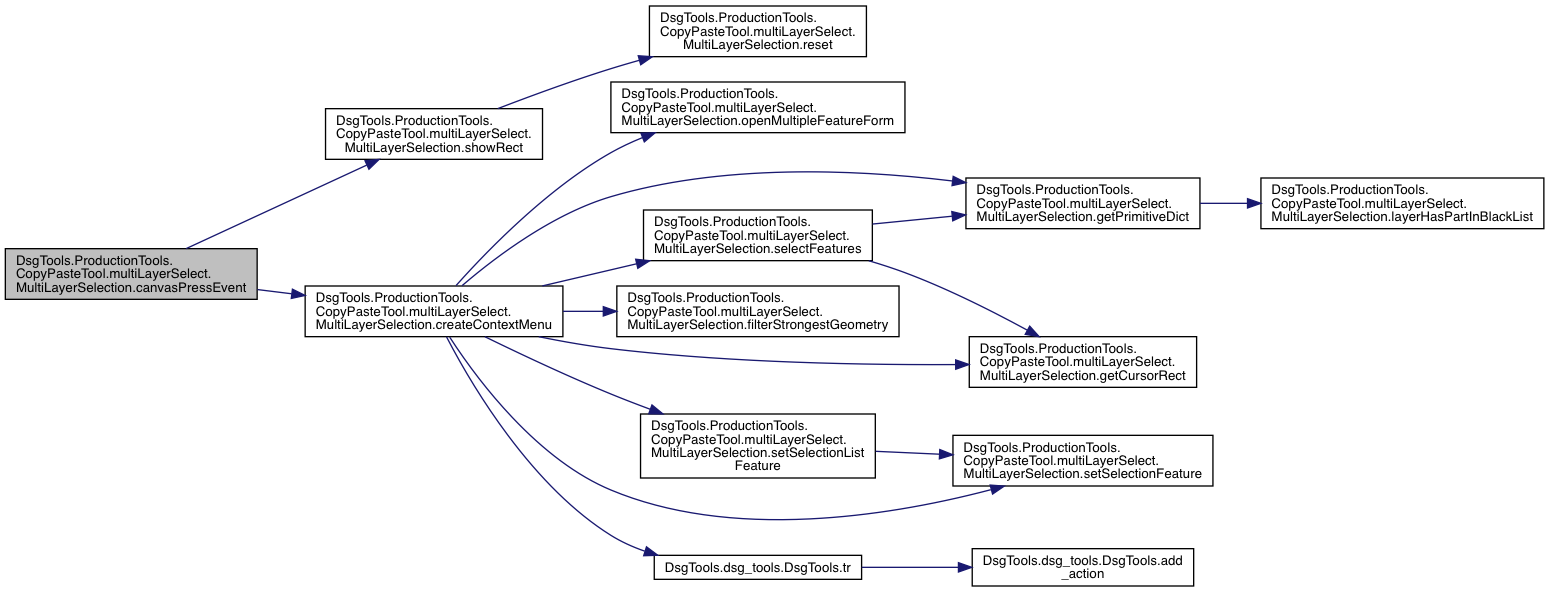 DsgTools.ProductionTools.
CopyPasteTool.multiLayerSelect.
MultiLayerSelection.reset
DsgTools.ProductionTools.
CopyPasteTool.multiLayerSelect.
MultiLayerSelection.openMultipleFeatureForm
DsgTools.ProductionTools.
CopyPasteTool.multiLayerSelect.
MultiLayerSelection.showRect
DsgTools.ProductionTools.
CopyPasteTool.multiLayerSelect.
MultiLayerSelection.getPrimitiveDict
DsgTools.ProductionTools.
CopyPasteTool.multiLayerSelect.
MultiLayerSelection.layerHasPartInBlackList
DsgTools.ProductionTools.
CopyPasteTool.multiLayerSelect.
MultiLayerSelection.selectFeatures
DsgTools.ProductionTools.
CopyPasteTool.multiLayerSelect.
MultiLayerSelection.canvasPressEvent
DsgTools.ProductionTools.
CopyPasteTool.multiLayerSelect.
MultiLayerSelection.createContextMenu
DsgTools.ProductionTools.
CopyPasteTool.multiLayerSelect.
MultiLayerSelection.filterStrongestGeometry
DsgTools.ProductionTools.
CopyPasteTool.multiLayerSelect.
MultiLayerSelection.getCursorRect
DsgTools.ProductionTools.
CopyPasteTool.multiLayerSelect.
MultiLayerSelection.setSelectionList
Feature
DsgTools.ProductionTools.
CopyPasteTool.multiLayerSelect.
MultiLayerSelection.setSelectionFeature
DsgTools.dsg_tools.DsgTools.tr
DsgTools.dsg_tools.DsgTools.add
_action